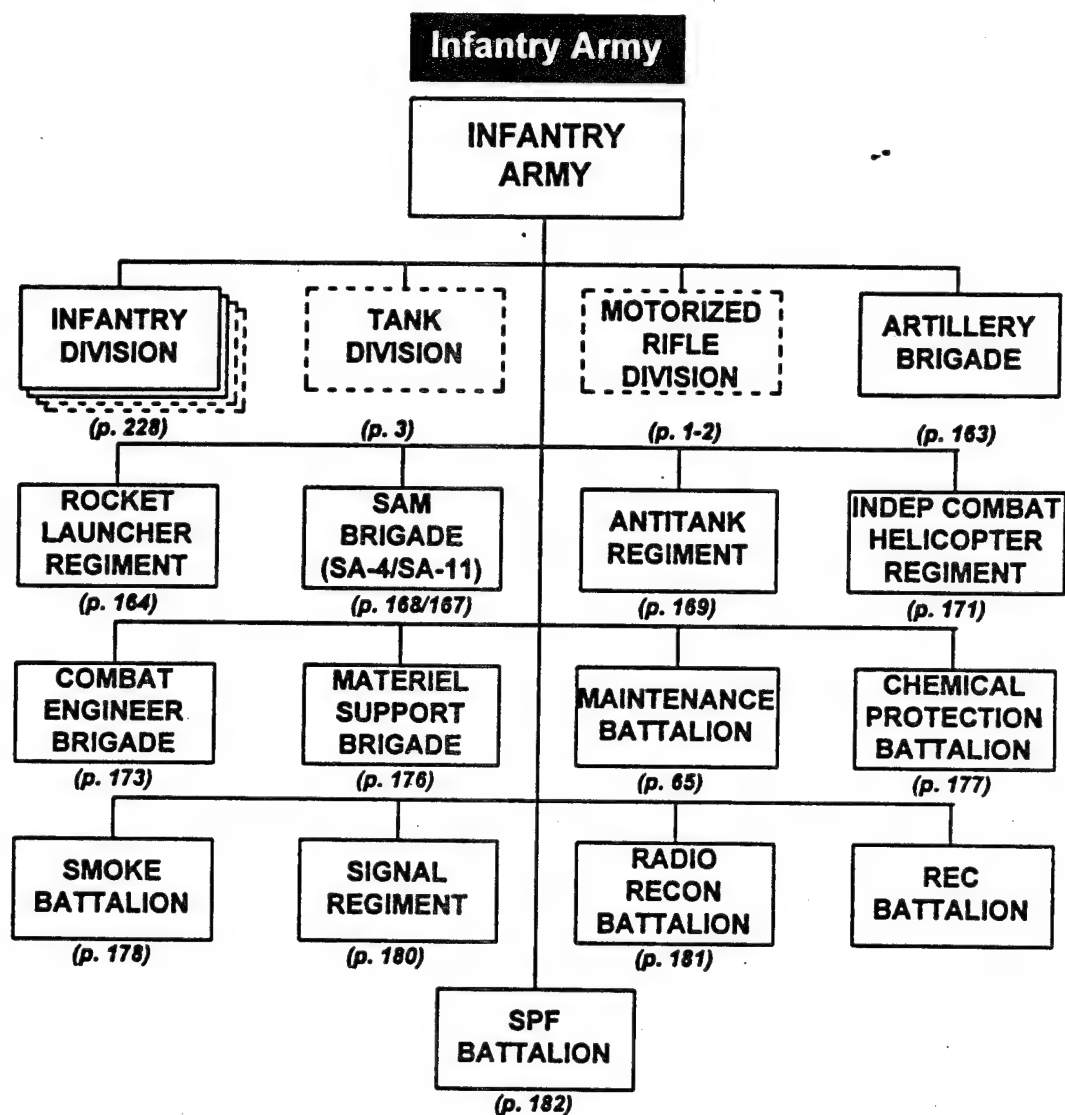 Infantry Army
INFANTRY
ARMY
INFANTRY
DIVISION
(p. 228)
TANK
DIVISION
(p. 3)
MOTORIZED
RIFLE
DIVISION
(p. 1-2)
ARTILLERY
BRIGADE
(p. 163)
ROCKET
LAUNCHER
REGIMENT
(p. 164)
SAM
BRIGADE
(SA-4/SA-11)
(p. 168/167)
ANTITANK
REGIMENT
(p. 169)
INDEP COMBAT
HELICOPTER
REGIMENT
(p. 171)
COMBAT
ENGINEER
BRIGADE
(p. 173)
MATERIEL
SUPPORT
BRIGADE
(p. 176)
MAINTENANCE
BATTALION
(p. 65)
CHEMICAL
PROTECTION
BATTALION
(p. 177)
SMOKE
BATTALION
(p. 178)
SIGNAL
REGIMENT
(p. 180)
RADIO
RECON
BATTALION
(p. 181)
REC
BATTALION
SPF
BATTALION
(p. 182)